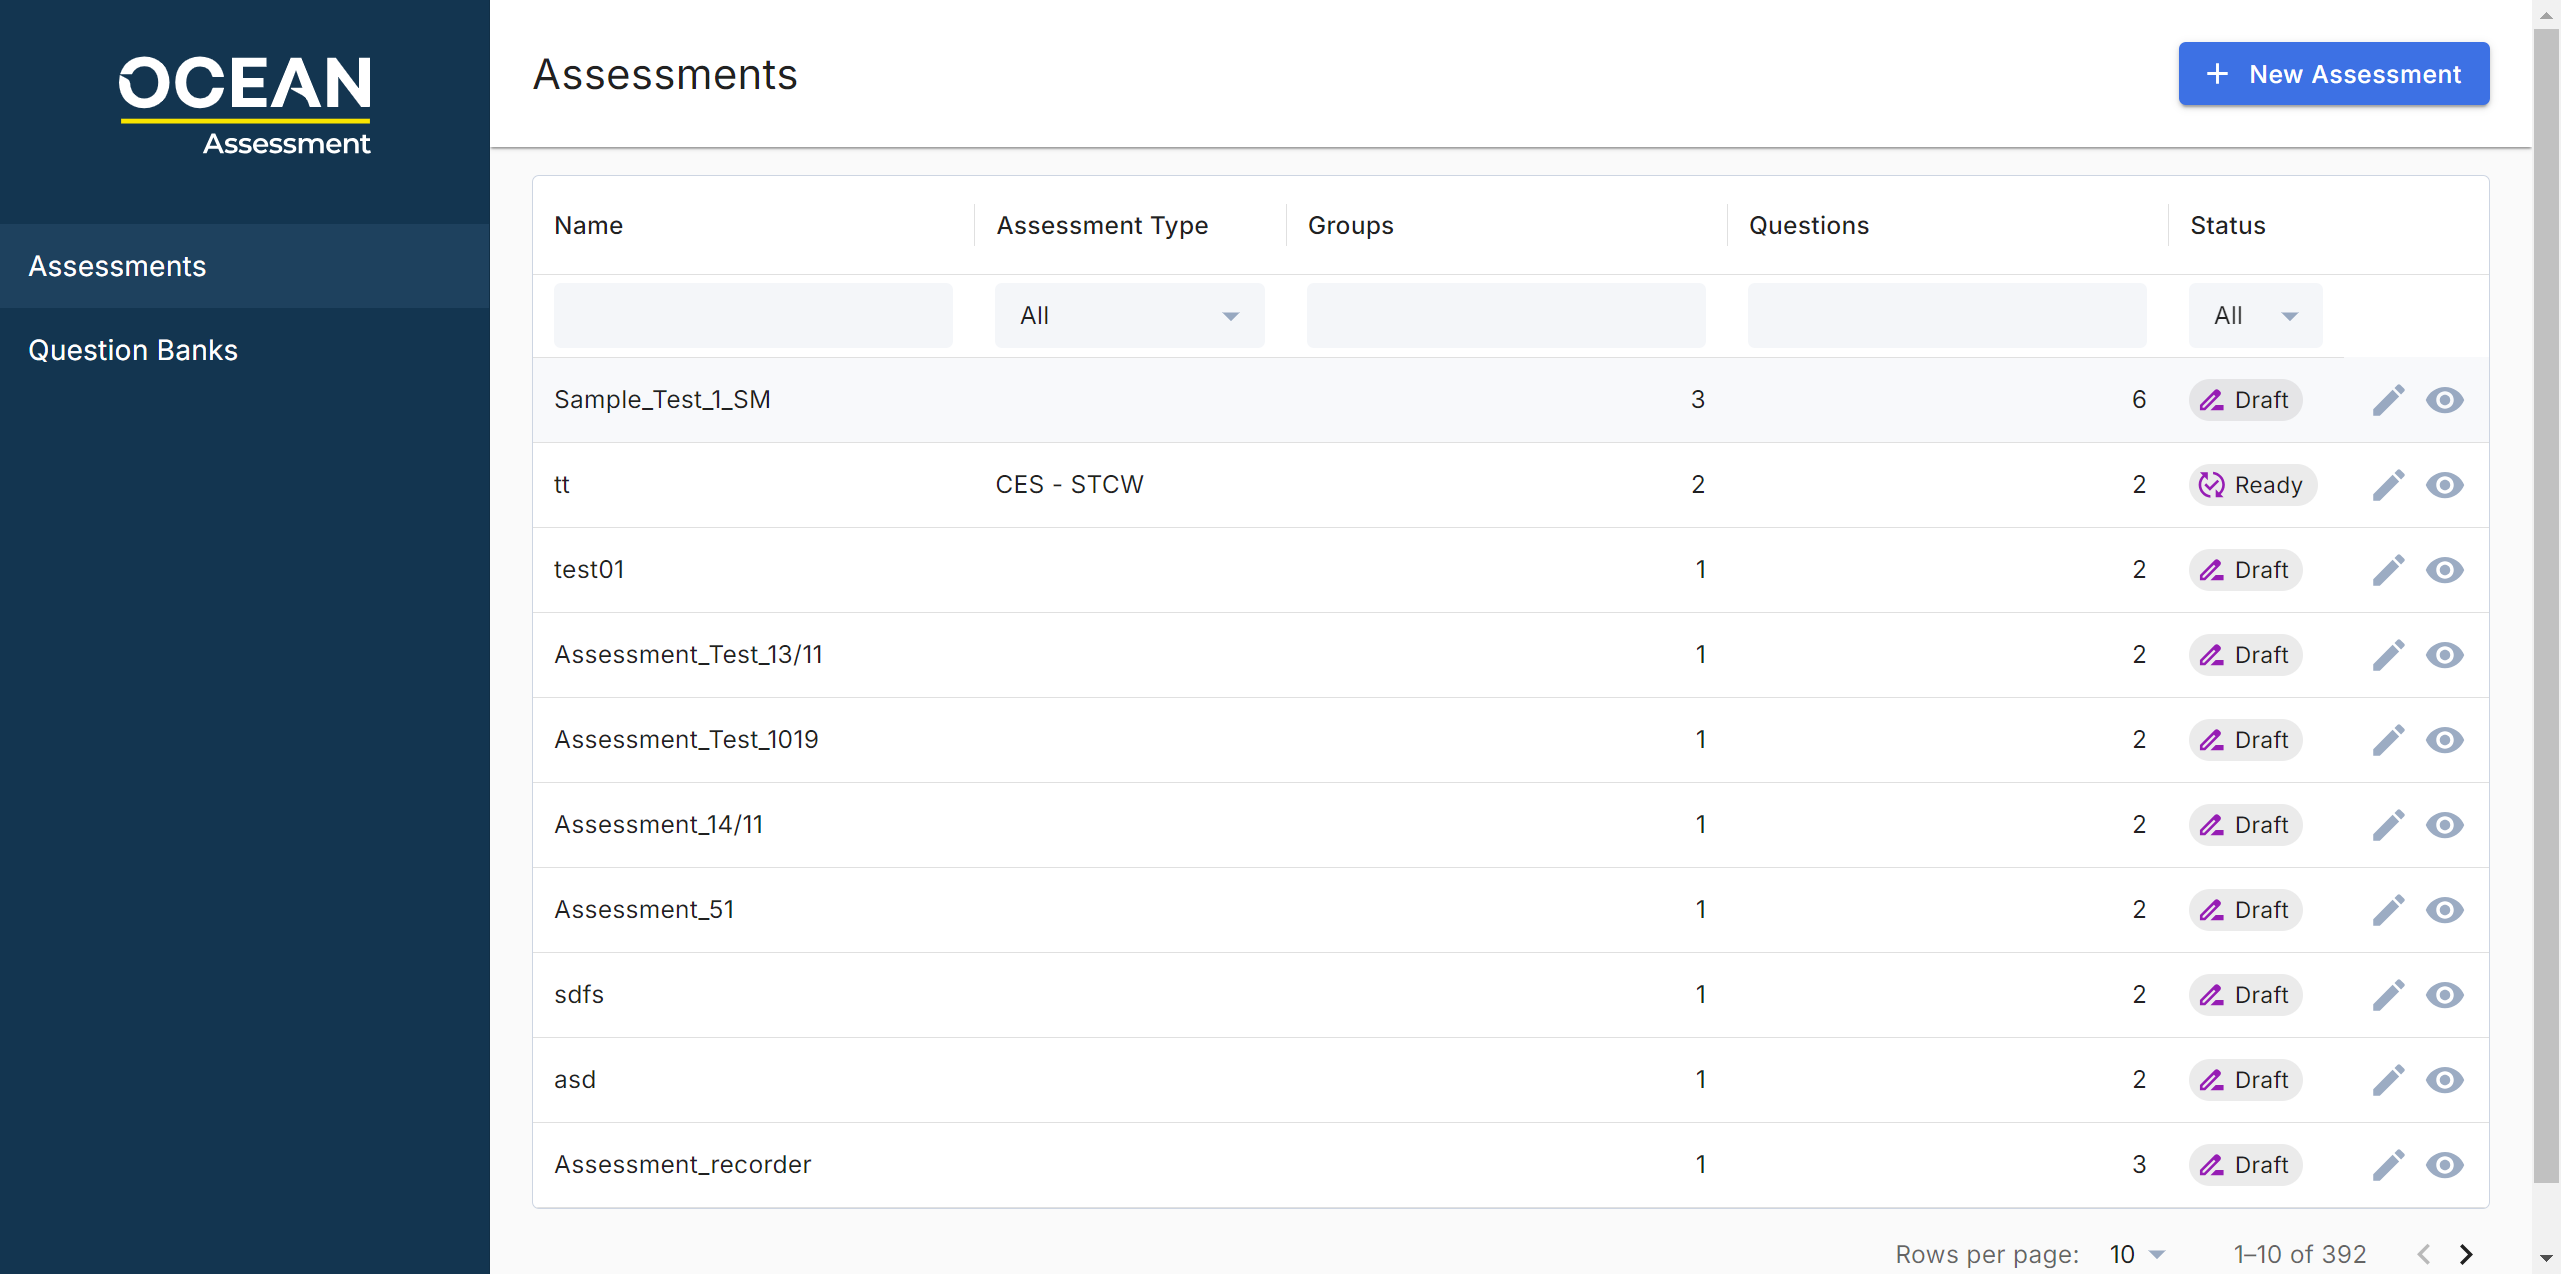 OCEAN
Assessment
Assessments
Question Banks
Assessments
New Assessment
Name Assessment Type Groups Questions Status
All All
Sample_Test_1_SM 3 6 Draft
tt CES - STCW 2 2 Ready
test01 1 2 Draft
Assessment_Test_13/11 1 2 Draft
Assessment_Test_1019 1 2 Draft
Assessment_14/11 1 2 Draft
Assessment_51 1 2 Draft
sdfs 1 2 Draft
asd 1 2 Draft
Assessment_recorder 1 3 Draft
Rows per page: 10 1–10 of 392